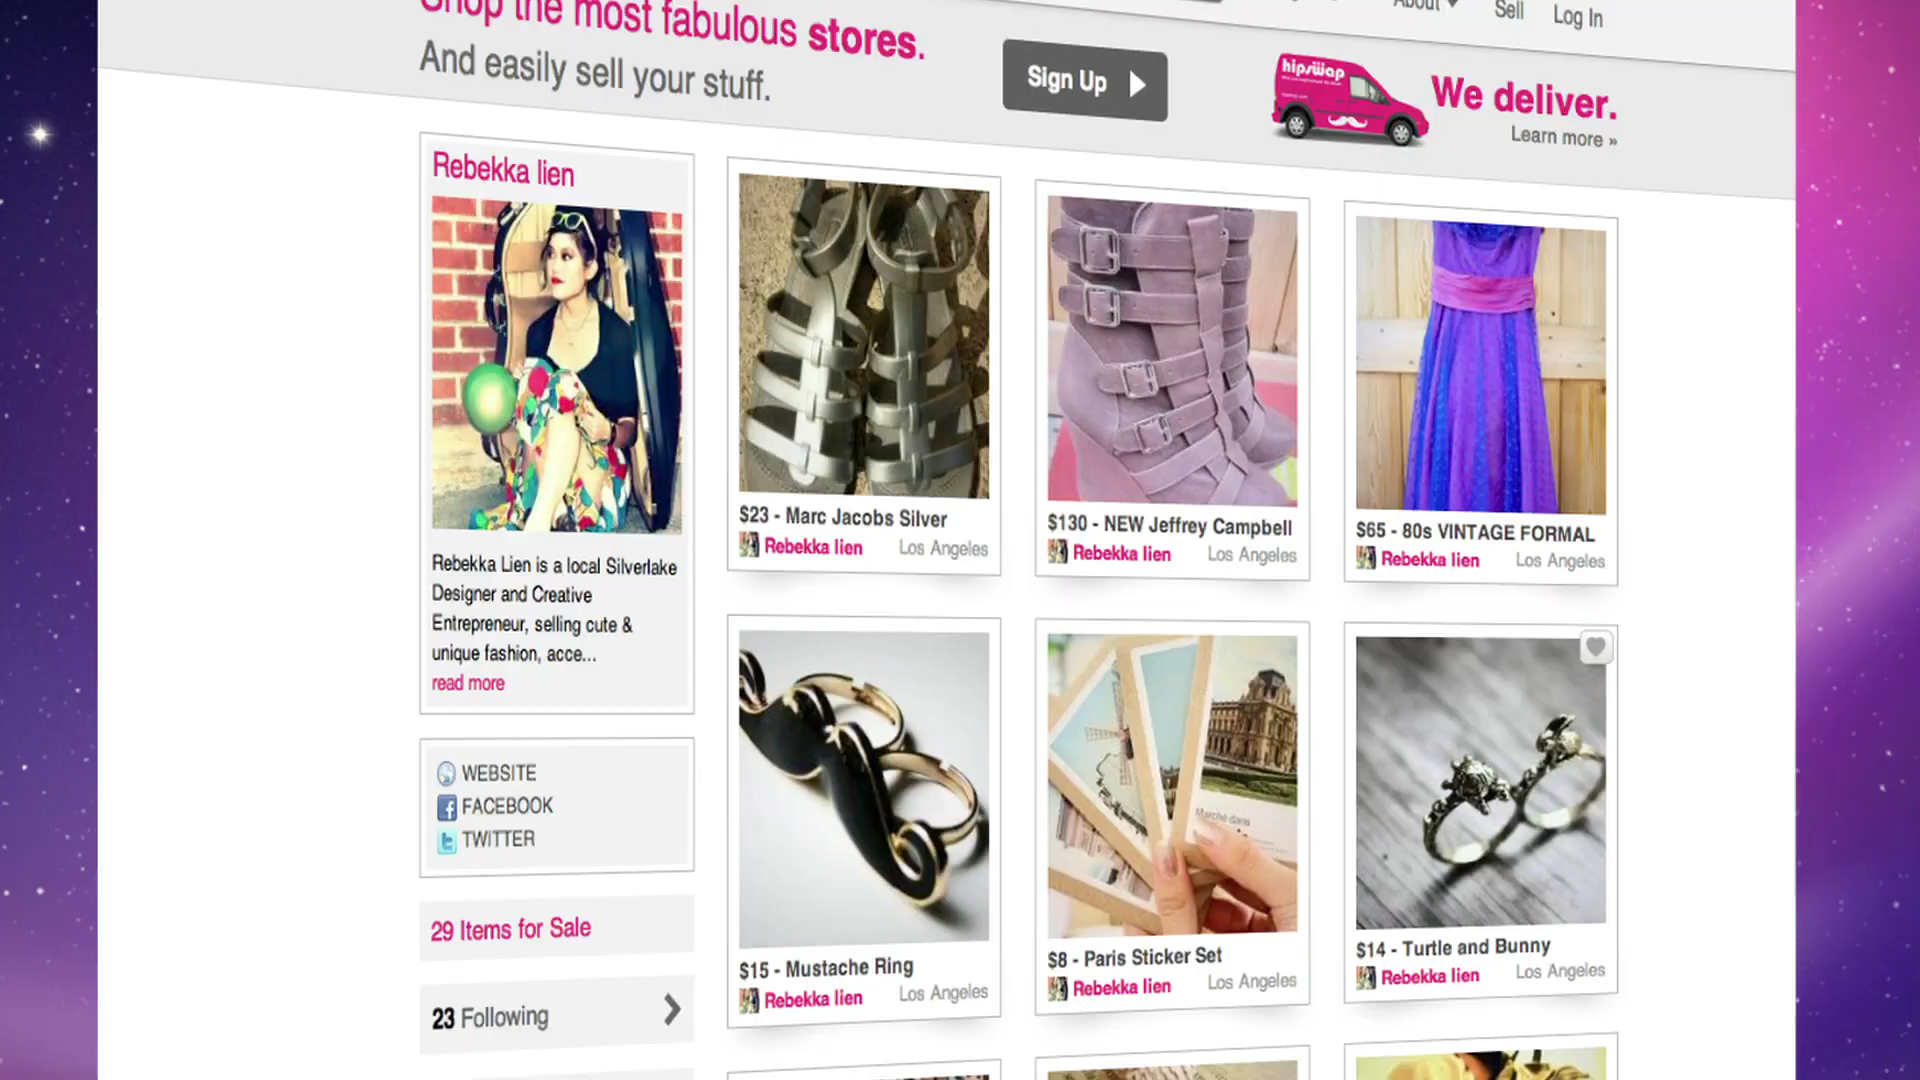 Shop the most fabulous stores.
And easily sell your stuff.
Sign Up
About
Sell
Log In
hipswap
We deliver.
Learn more »
Rebekka lien
Rebekka Lien is a local Silverlake
Designer and Creative
Entrepreneur, selling cute &
unique fashion, acce...
read more
WEBSITE
FACEBOOK
TWITTER
29 Items for Sale
23 Following
$23 - Marc Jacobs Silver
Rebekka lien Los Angeles
$130 - NEW Jeffrey Campbell
Rebekka lien Los Angeles
$65 - 80s VINTAGE FORMAL
Rebekka lien Los Angeles
$15 - Mustache Ring
Rebekka lien Los Angeles
Marché dans
$8 - Paris Sticker Set
Rebekka lien Los Angeles
$14 - Turtle and Bunny
Rebekka lien Los Angeles